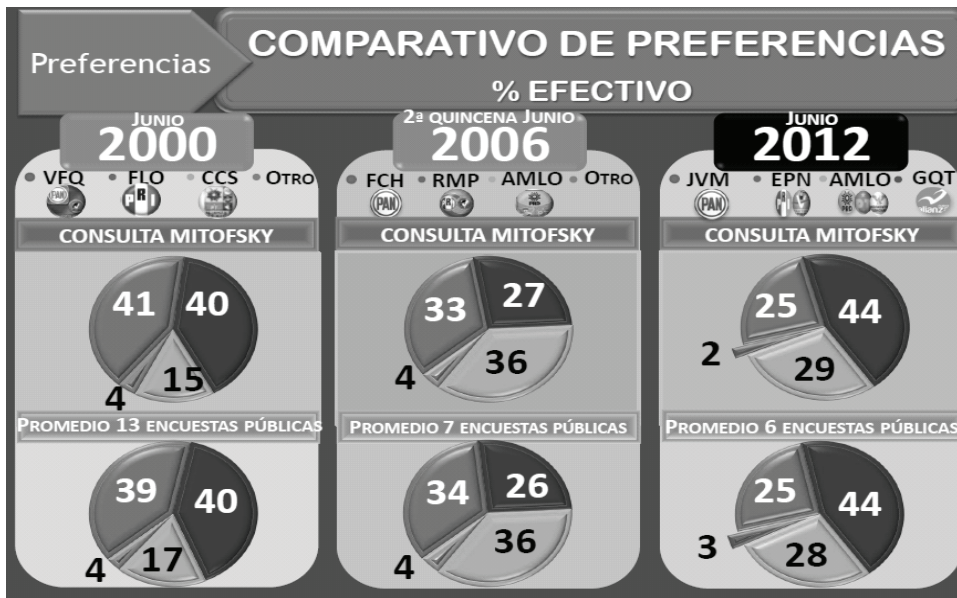 Preferencias
COMPARATIVO DE PREFERENCIAS
% EFECTIVO
JUNIO
2000
VFQ FLO CCS OTRO
PAN PRI
CONSULTA MITOFSKY
41 40
15
4
PROMEDIO 13 ENCUESTAS PÚBLICAS
39 40
17
4
2ª QUINCENA JUNIO
2006
FCH RMP AMLO OTRO
PAN
CONSULTA MITOFSKY
33 27
36
4
PROMEDIO 7 ENCUESTAS PÚBLICAS
34 26
36
4
JUNIO
2012
JVM EPN AMLO GQT
PAN
CONSULTA MITOFSKY
25 44
2
29
PROMEDIO 6 ENCUESTAS PÚBLICAS
25 44
3
28